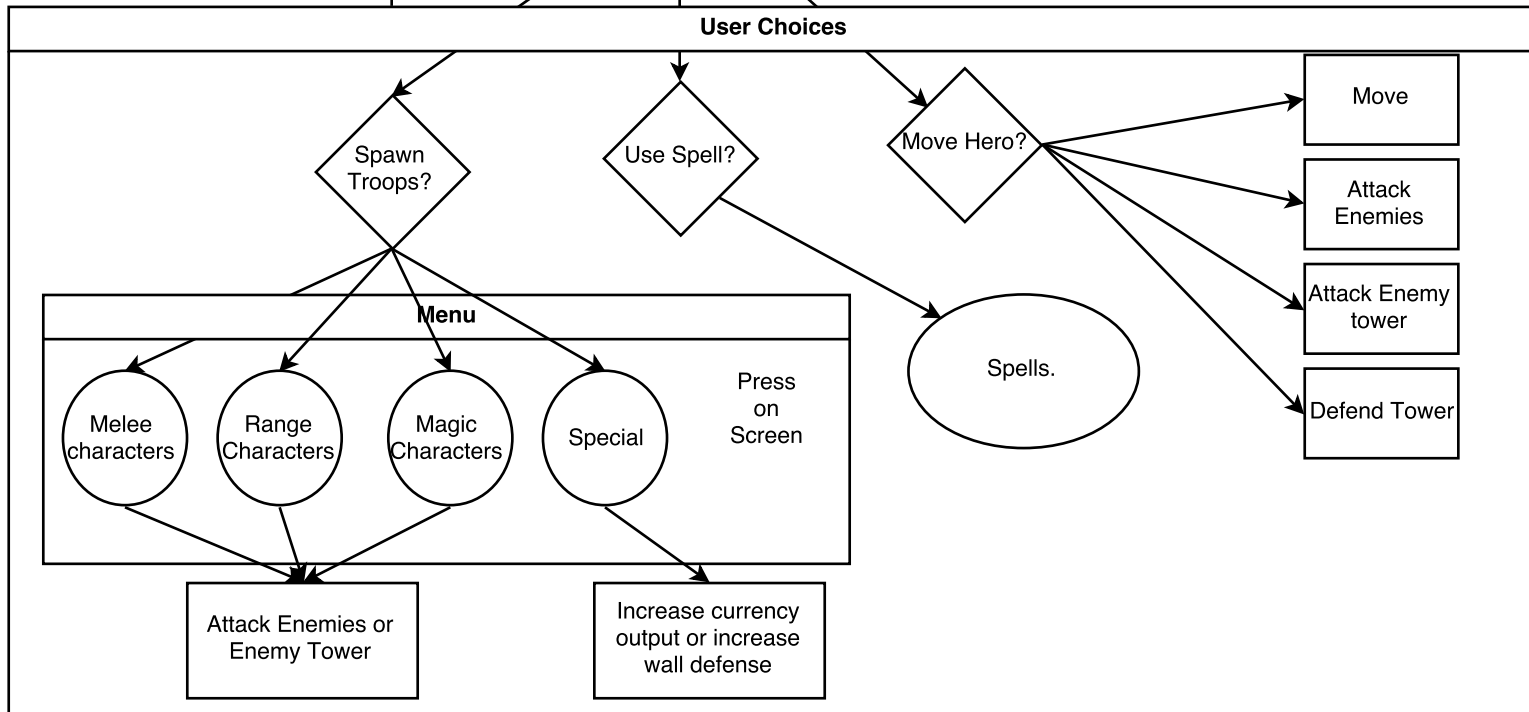 User Choices
Spawn
Troops?
Use Spell?
Move Hero?
Move
Attack
Enemies
Attack Enemy
tower
Defend Tower
Menu
Melee
characters
Range
Characters
Magic
Characters
Special
Press
on
Screen
Spells.
Attack Enemies or
Enemy Tower
Increase currency
output or increase
wall defense